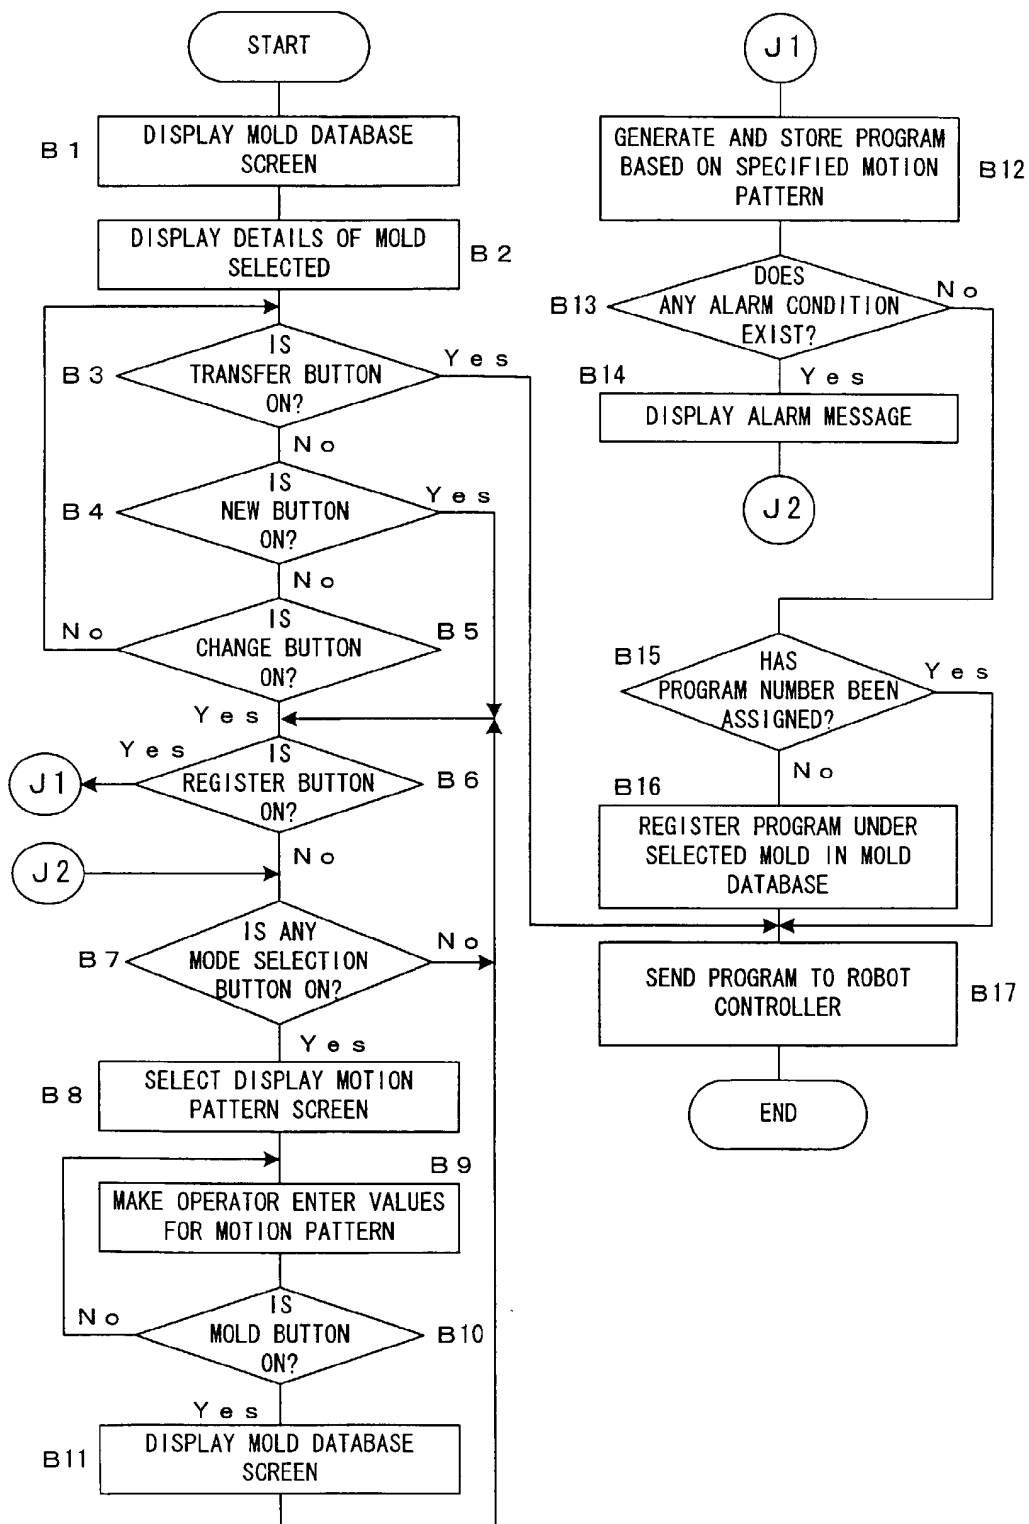 START
B1
DISPLAY MOLD DATABASE
SCREEN
DISPLAY DETAILS OF MOLD
SELECTED
B2
B3
IS
TRANSFER BUTTON
ON?
Yes
No
B4
IS
NEW BUTTON
ON?
Yes
No
No
IS
CHANGE BUTTON
ON?
B5
Yes
Yes
IS
REGISTER BUTTON
ON?
B6
J1
No
J2
B7
IS ANY
MODE SELECTION
BUTTON ON?
No
Yes
B8
SELECT DISPLAY MOTION
PATTERN SCREEN
B9
MAKE OPERATOR ENTER VALUES
FOR MOTION PATTERN
No
IS
MOLD BUTTON
ON?
B10
Yes
B11
DISPLAY MOLD DATABASE
SCREEN
J1
GENERATE AND STORE PROGRAM
BASED ON SPECIFIED MOTION
PATTERN
B12
B13
DOES
ANY ALARM CONDITION
EXIST?
No
B14
Yes
DISPLAY ALARM MESSAGE
J2
B15
HAS
PROGRAM NUMBER BEEN
ASSIGNED?
Yes
No
B16
REGISTER PROGRAM UNDER
SELECTED MOLD IN MOLD
DATABASE
SEND PROGRAM TO ROBOT
CONTROLLER
B17
END